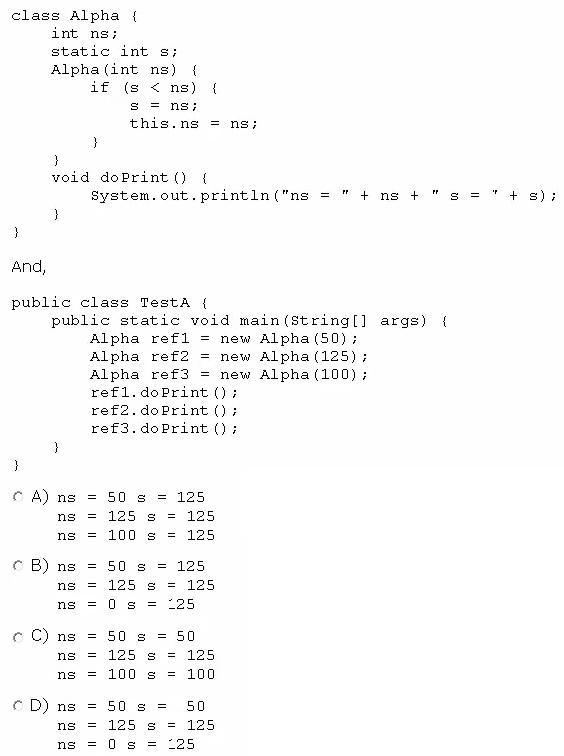 class Alpha {
    int ns;
    static int s;
    Alpha(int ns) {
        if (s < ns) {
            s = ns;
            this.ns = ns;
        }
    }
    void doPrint() {
        System.out.println("ns = " + ns + " s = " + s);
    }
}
And,
public class TestA {
    public static void main(String[] args) {
        Alpha ref1 = new Alpha(50);
        Alpha ref2 = new Alpha(125);
        Alpha ref3 = new Alpha(100);
        ref1.doPrint();
        ref2.doPrint();
        ref3.doPrint();
    }
}
A) ns = 50 s = 125
ns = 125 s = 125
ns = 100 s = 125
B) ns = 50 s = 125
ns = 125 s = 125
ns = 0 s = 125
C) ns = 50 s = 50
ns = 125 s = 125
ns = 100 s = 100
D) ns = 50 s = 50
ns = 125 s = 125
ns = 0 s = 125